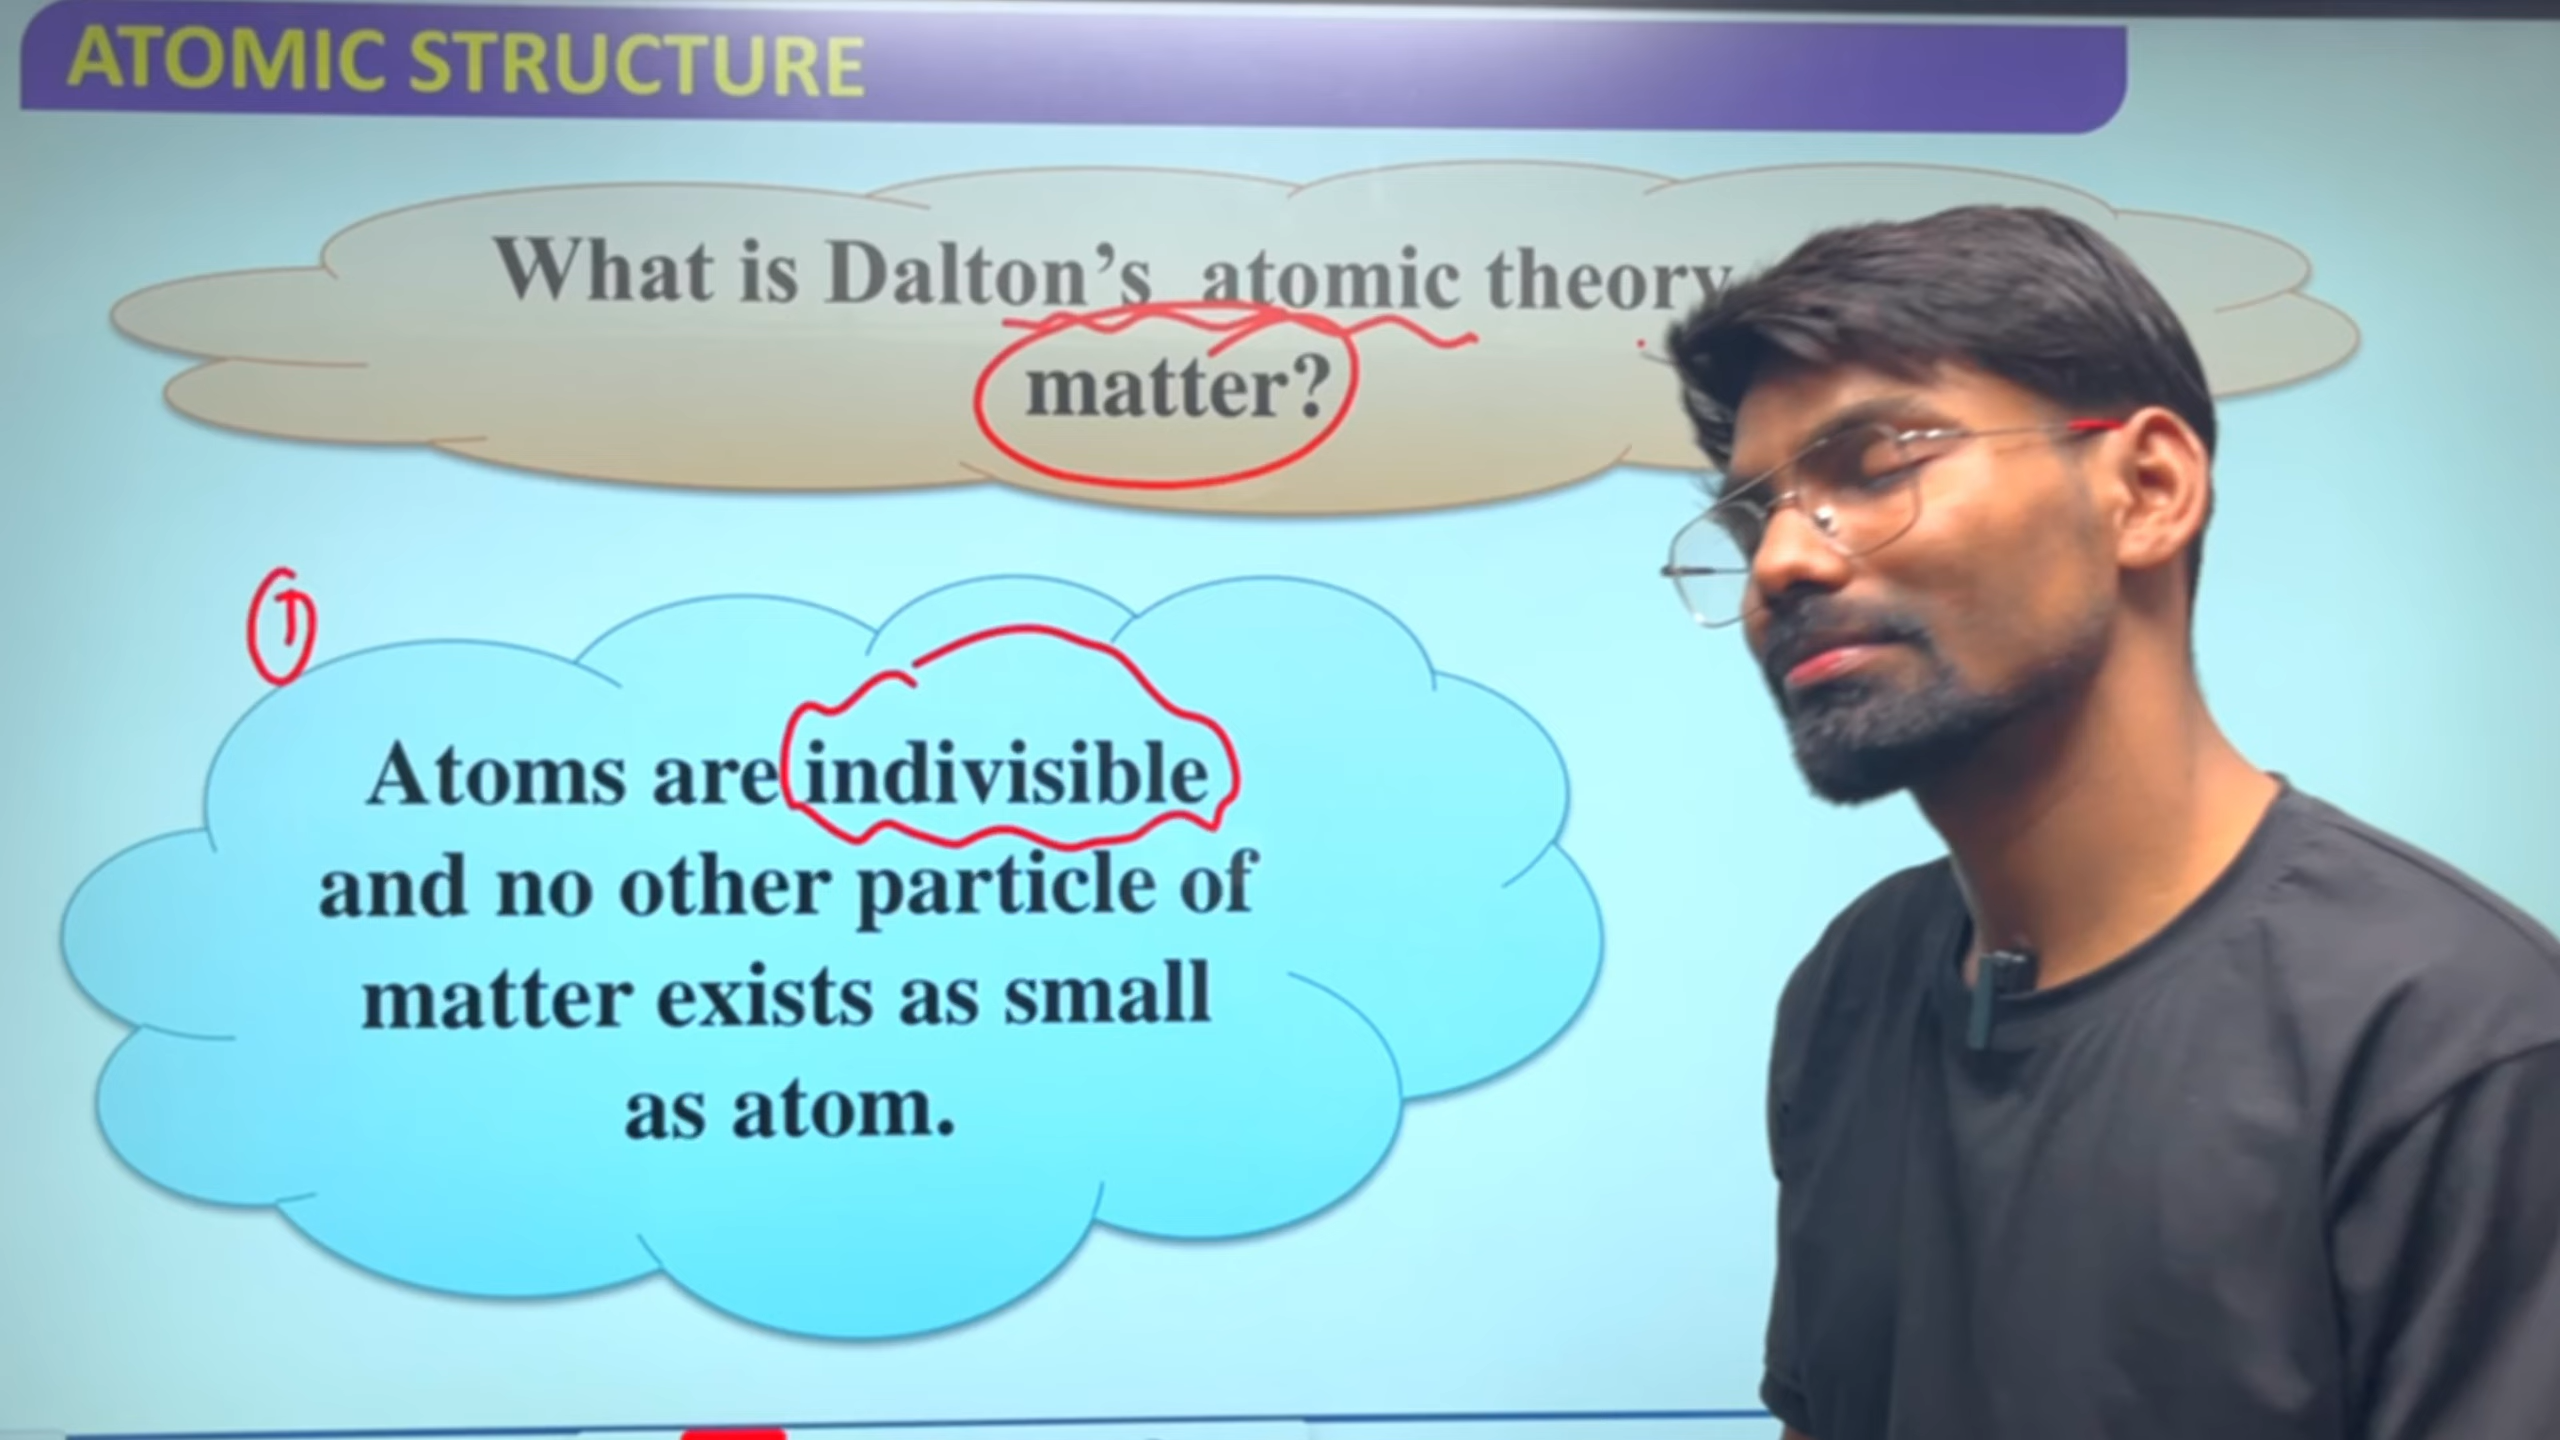 ATOMIC STRUCTURE
What is Dalton’s atomic theory
matter?
①
Atoms are indivisible
and no other particle of
matter exists as small
as atom.